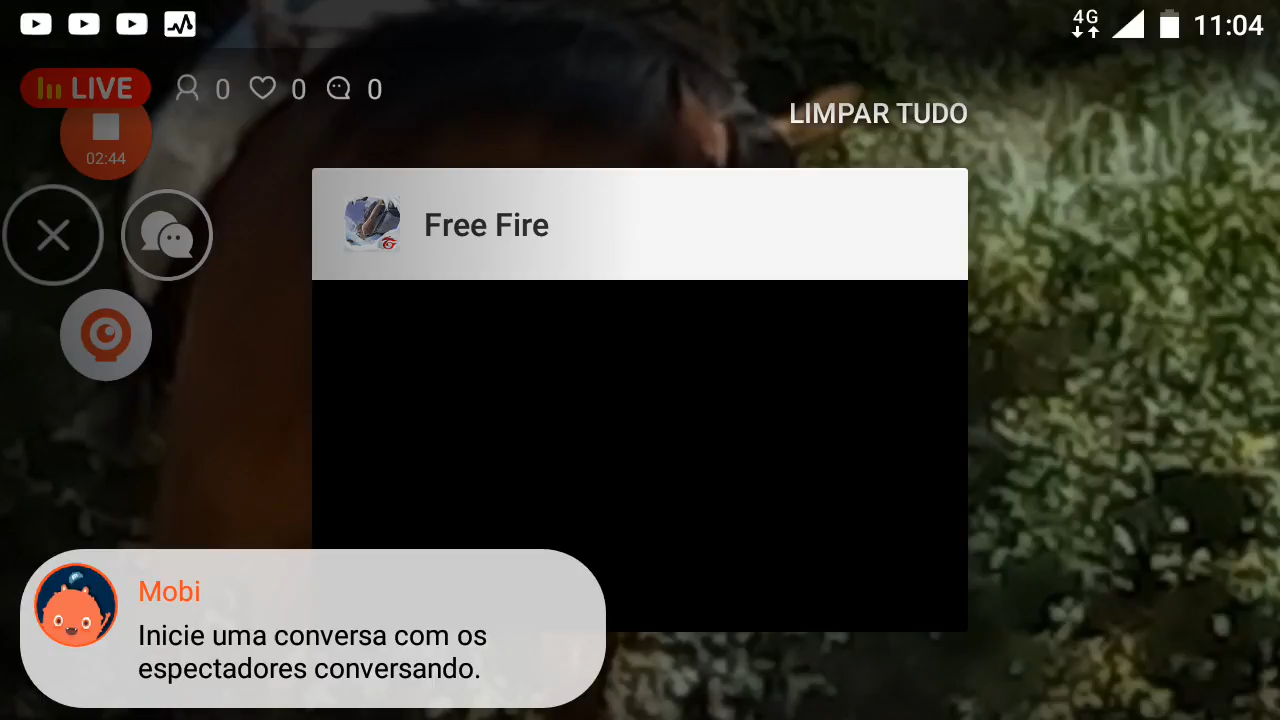 4G
11:04
LIVE 0 0 0
LIMPAR TUDO
02:44
Free Fire
Mobi
Inicie uma conversa com os
espectadores conversando.